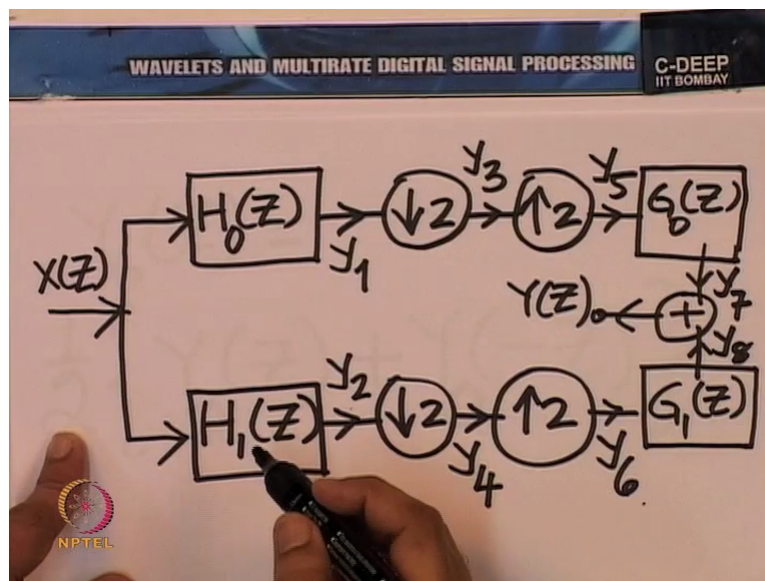 WAVELETS AND MULTIRATE DIGITAL SIGNAL PROCESSING
C-DEEP
IIT BOMBAY
X(Z)
H₀(Z)
y₁
↓2
y₃
↑2
y₅
G₀(Z)
y₇
Y(Z)
+
y₈
H₁(Z)
y₂
↓2
y₄
↑2
y₆
G₁(Z)
NPTEL